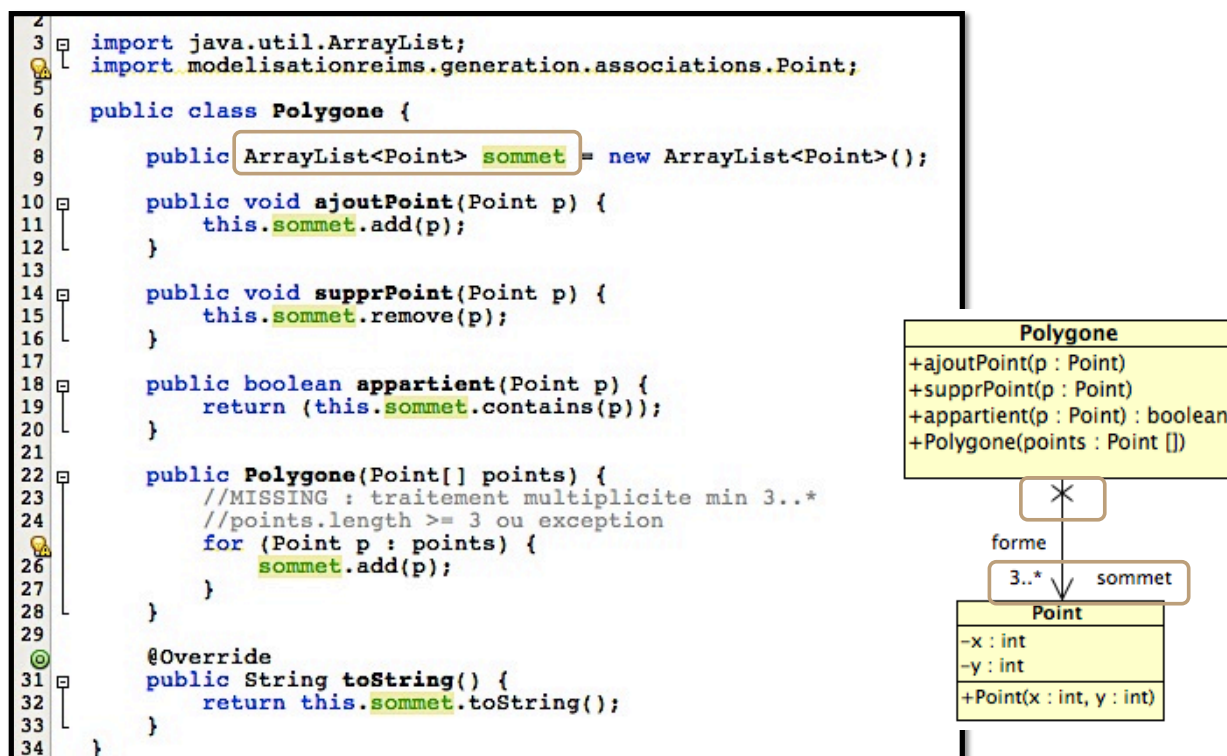 2
3 import java.util.ArrayList;
import modelisationreims.generation.associations.Point;
5
6 public class Polygone {
7
8 public ArrayList<Point> sommet = new ArrayList<Point>();
9
10 public void ajoutPoint(Point p) {
11 this.sommet.add(p);
12 }
13
14 public void supprPoint(Point p) {
15 this.sommet.remove(p);
16 }
17
18 public boolean appartient(Point p) {
19 return (this.sommet.contains(p));
20 }
21
22 public Polygone(Point[] points) {
23 //MISSING : traitement multiplicite min 3..*
24 //points.length >= 3 ou exception
for (Point p : points) {
26 sommet.add(p);
27 }
28 }
29
@Override
31 public String toString() {
32 return this.sommet.toString();
33 }
34 }
Polygone
+ajoutPoint(p : Point)
+supprPoint(p : Point)
+appartient(p : Point) : boolean
+Polygone(points : Point [])
forme
3..* sommet
Point
-x : int
-y : int
+Point(x : int, y : int)